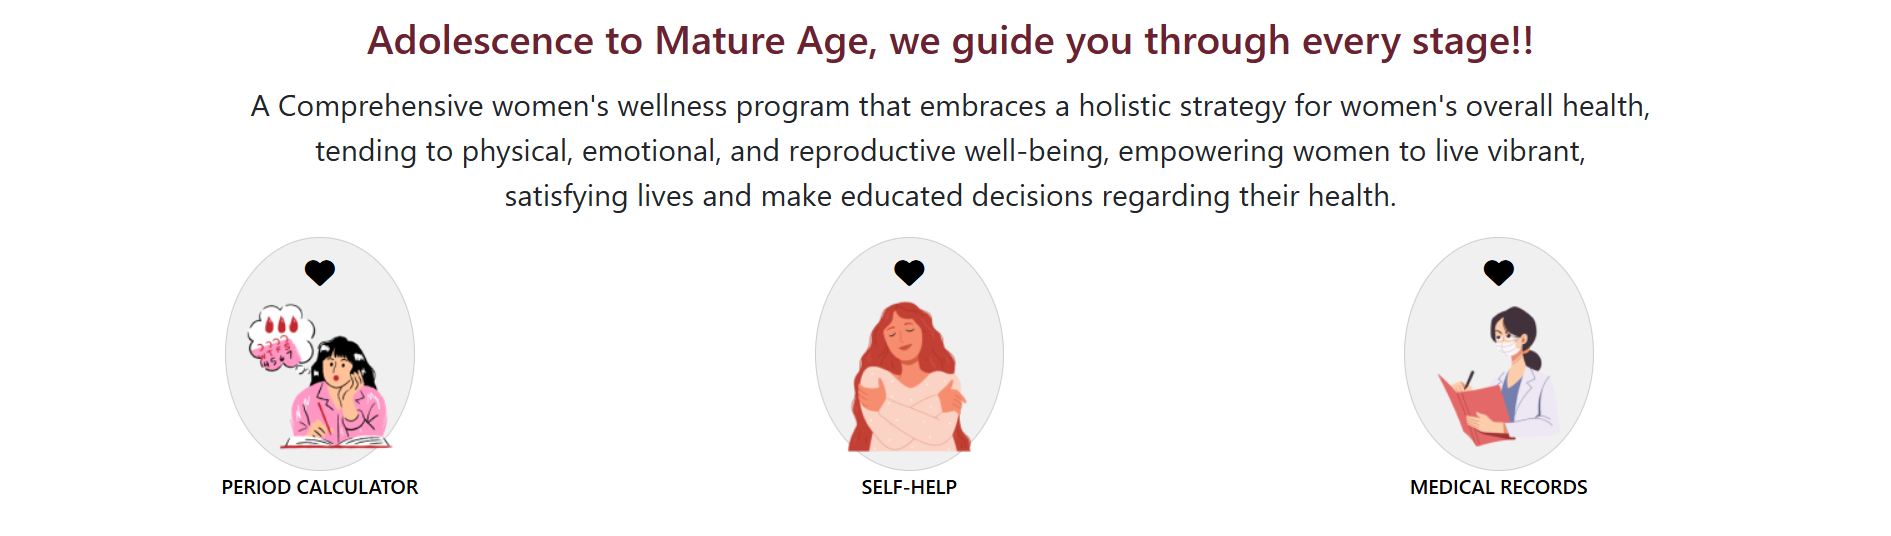 Adolescence to Mature Age, we guide you through every stage!!
A Comprehensive women's wellness program that embraces a holistic strategy for women's overall health,
tending to physical, emotional, and reproductive well-being, empowering women to live vibrant,
satisfying lives and make educated decisions regarding their health.
PERIOD CALCULATOR
SELF-HELP
MEDICAL RECORDS